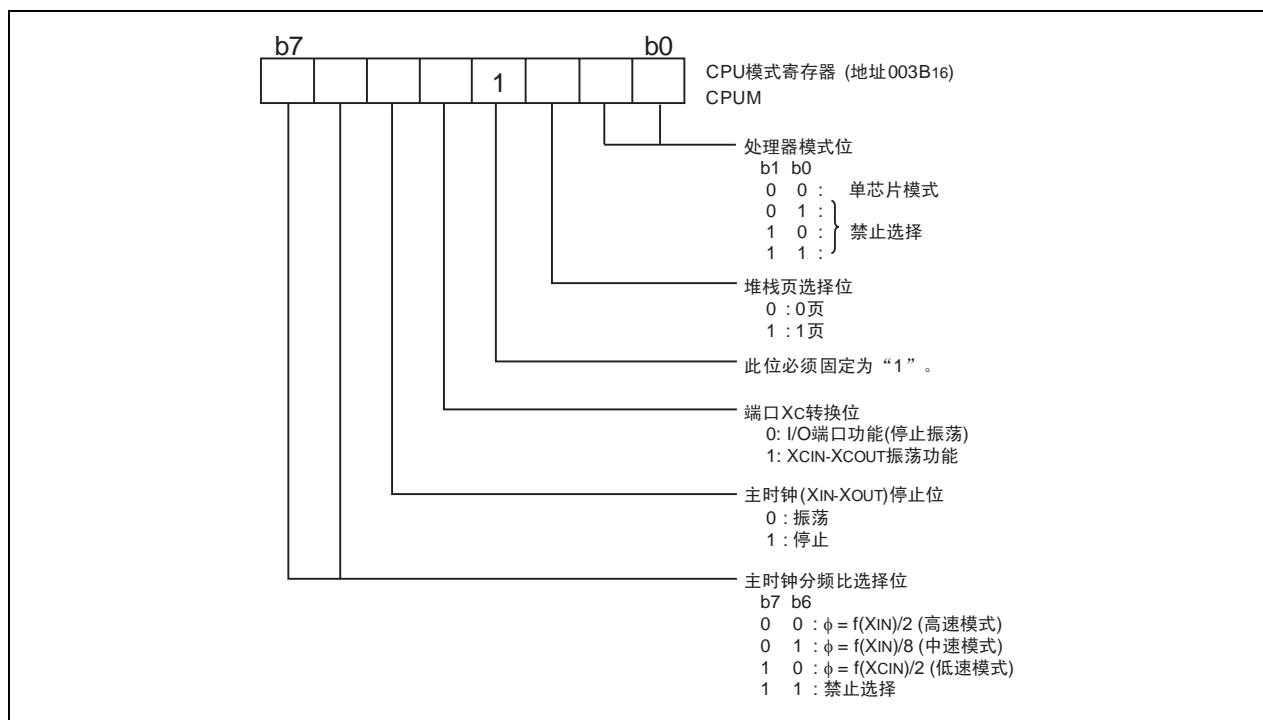 b7 b0
1
CPU模式寄存器 (地址003B16)
CPUM
处理器模式位
b1 b0
0 0 : 单芯片模式
0 1 :
1 0 : 禁止选择
1 1 :
堆栈页选择位
0 : 0页
1 : 1页
此位必须固定为“1”。
端口XC转换位
0: I/O端口功能(停止振荡)
1: XCIN-XCOUT振荡功能
主时钟(XIN-XOUT)停止位
0 : 振荡
1 : 停止
主时钟分频比选择位
b7 b6
0 0 : φ = f(XIN)/2 (高速模式)
0 1 : φ = f(XIN)/8 (中速模式)
1 0 : φ = f(XCIN)/2 (低速模式)
1 1 : 禁止选择